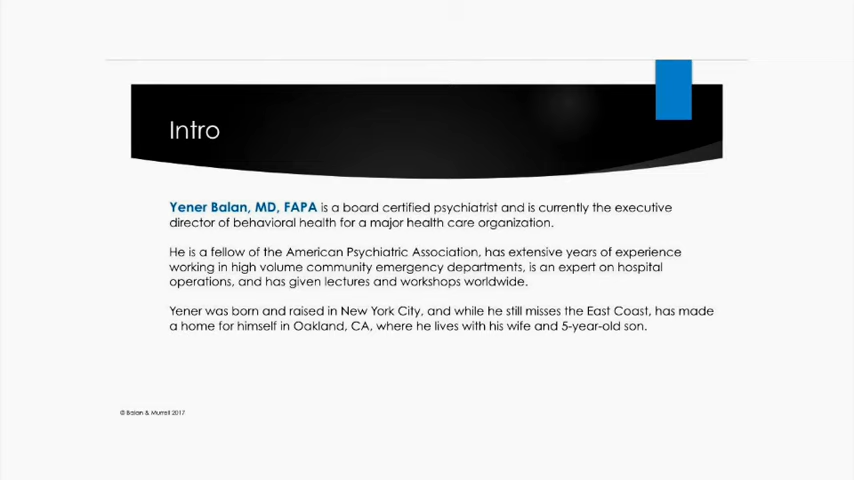 Intro
Yener Balan, MD, FAPA is a board certified psychiatrist and is currently the executive
director of behavioral health for a major health care organization.
He is a fellow of the American Psychiatric Association, has extensive years of experience
working in high volume community emergency departments, is an expert on hospital
operations, and has given lectures and workshops worldwide.
Yener was born and raised in New York City, and while he still misses the East Coast, has made
a home for himself in Oakland, CA, where he lives with his wife and 5-year-old son.
© Balan & Murrell 2017